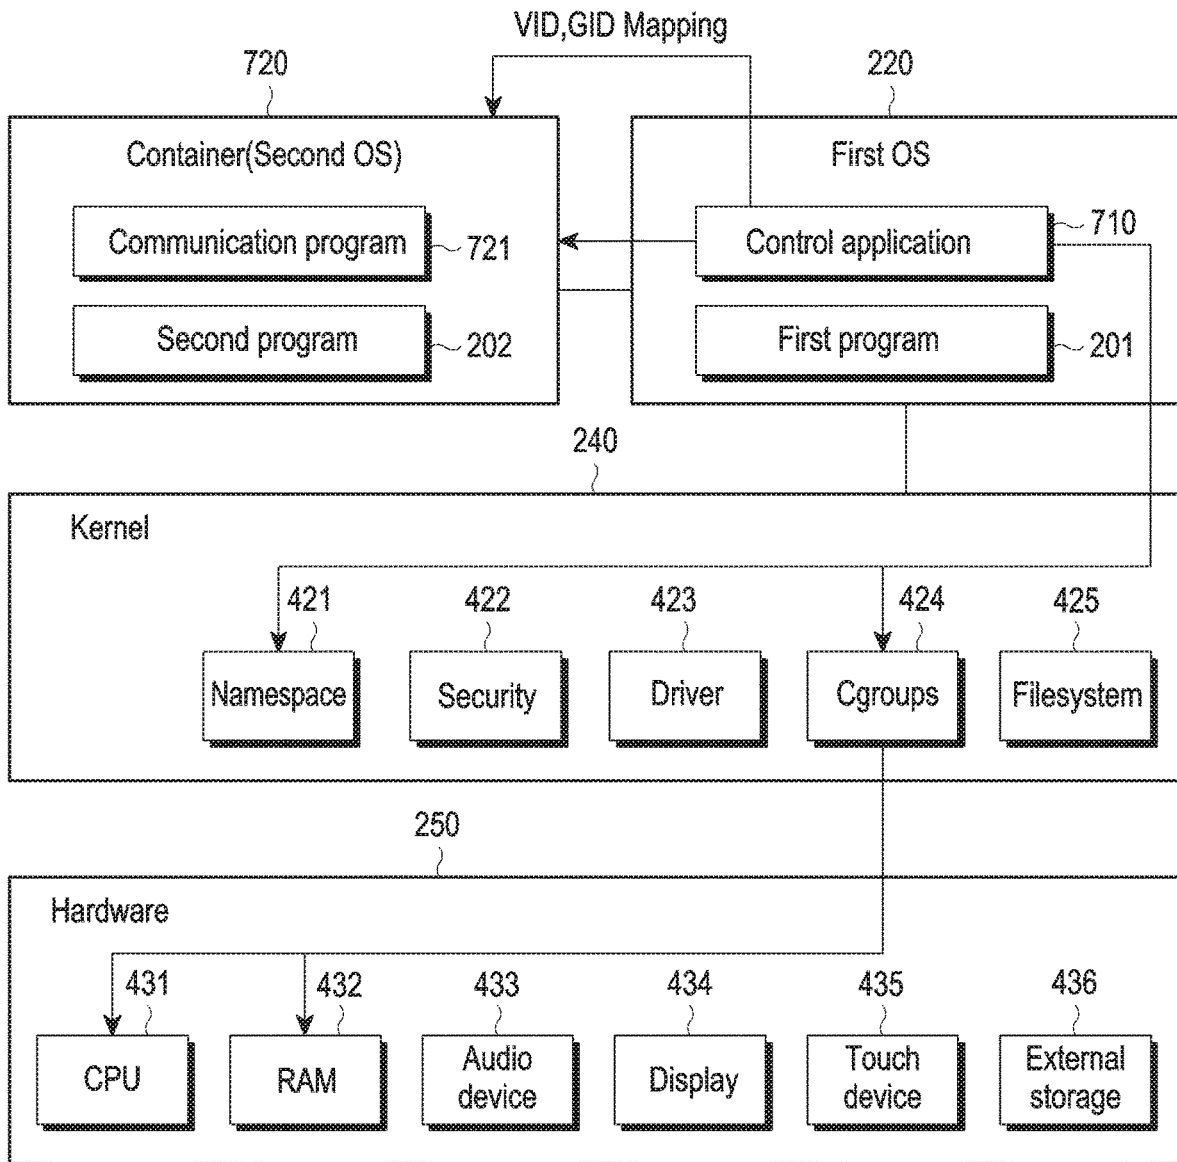 VID,GID Mapping
720
220
Container(Second OS)
First OS
Communication program
721
Control application
710
Second program
202
First program
201
240
Kernel
421
422
423
424
425
Namespace
Security
Driver
Cgroups
Filesystem
250
Hardware
431
432
433
434
435
436
CPU
RAM
Audio
device
Display
Touch
device
External
storage